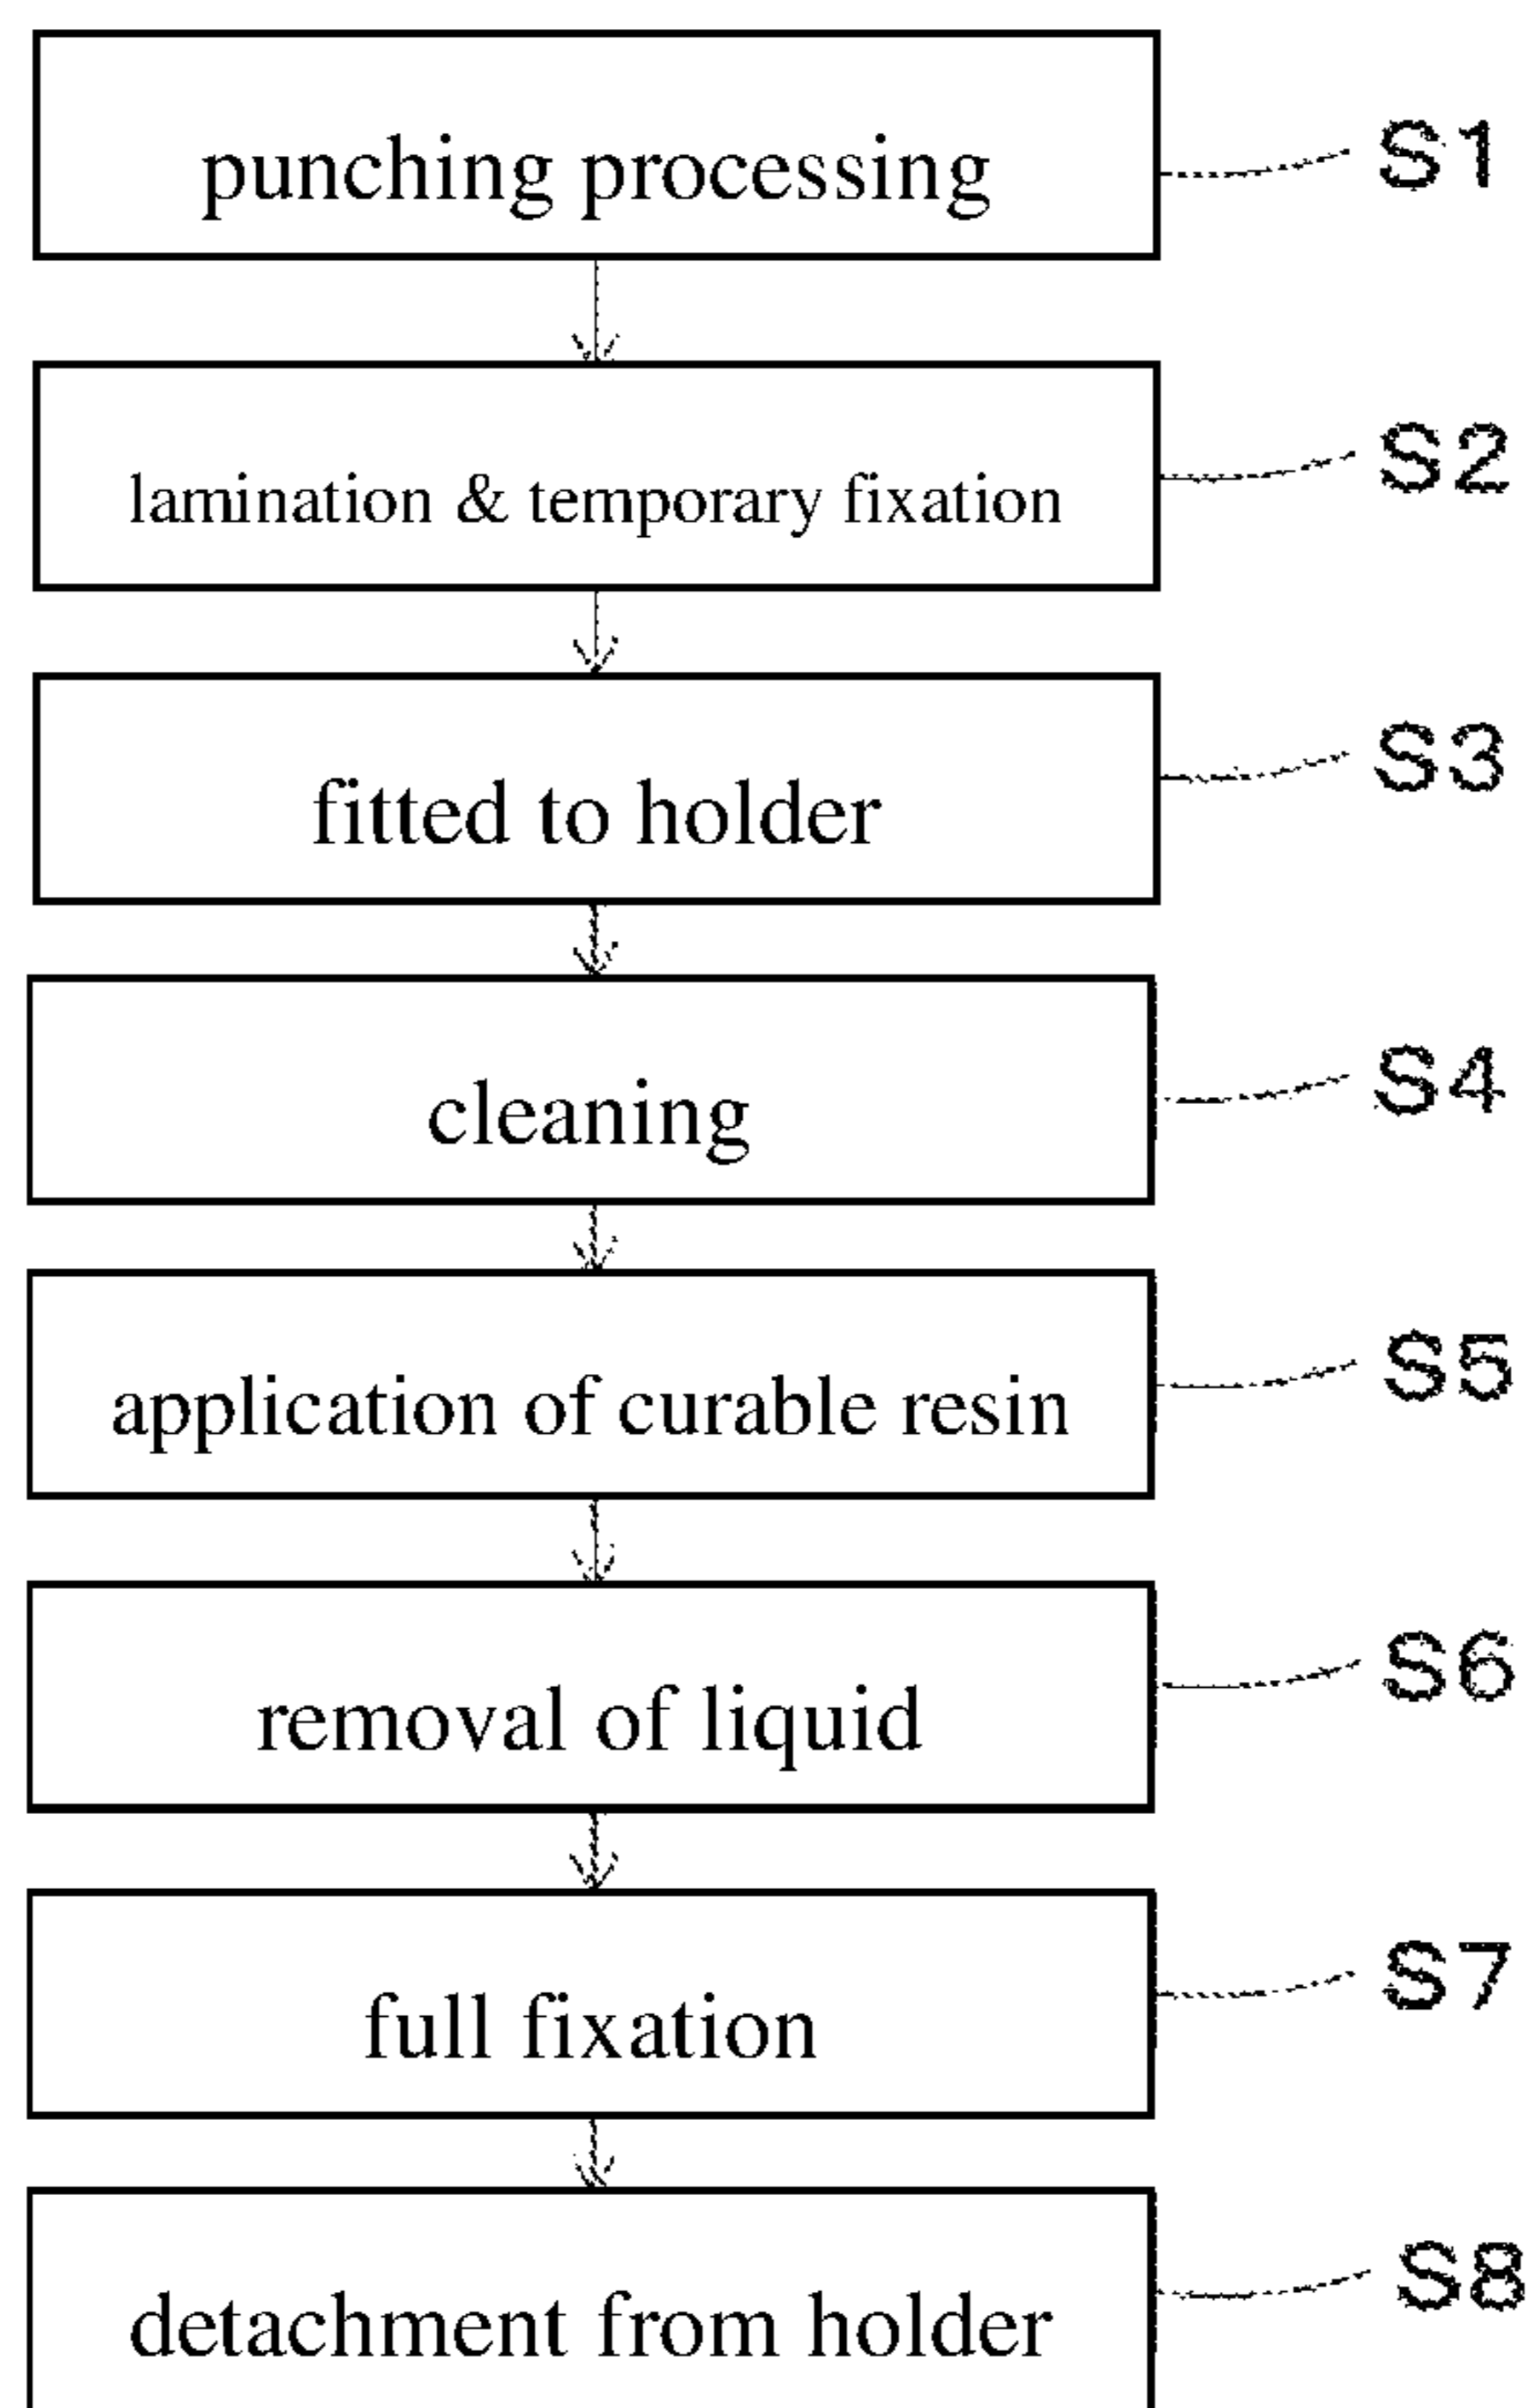 punching processing S1
lamination & temporary fixation S2
fitted to holder S3
cleaning S4
application of curable resin S5
removal of liquid S6
full fixation S7
detachment from holder S8